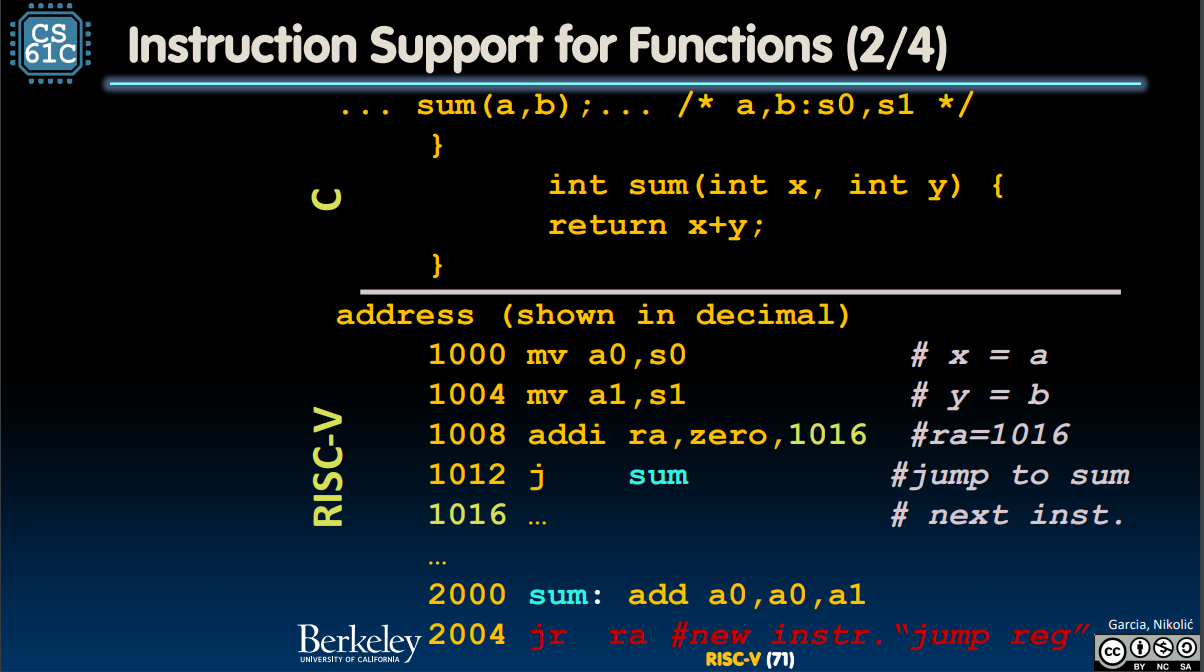 CS
61C
Instruction Support for Functions (2/4)
... sum(a,b);... /* a,b:s0,s1 */
}
C
int sum(int x, int y) {
return x+y;
}
address (shown in decimal)
RISC-V
1000 mv a0,s0 # x = a
1004 mv a1,s1 # y = b
1008 addi ra,zero,1016 #ra=1016
1012 j sum #jump to sum
1016 … # next inst.
…
2000 sum: add a0,a0,a1
2004 jr ra #new instr.“jump reg”
Berkeley
UNIVERSITY OF CALIFORNIA
RISC-V (71)
Garcia, Nikolić
cc
BY NC SA